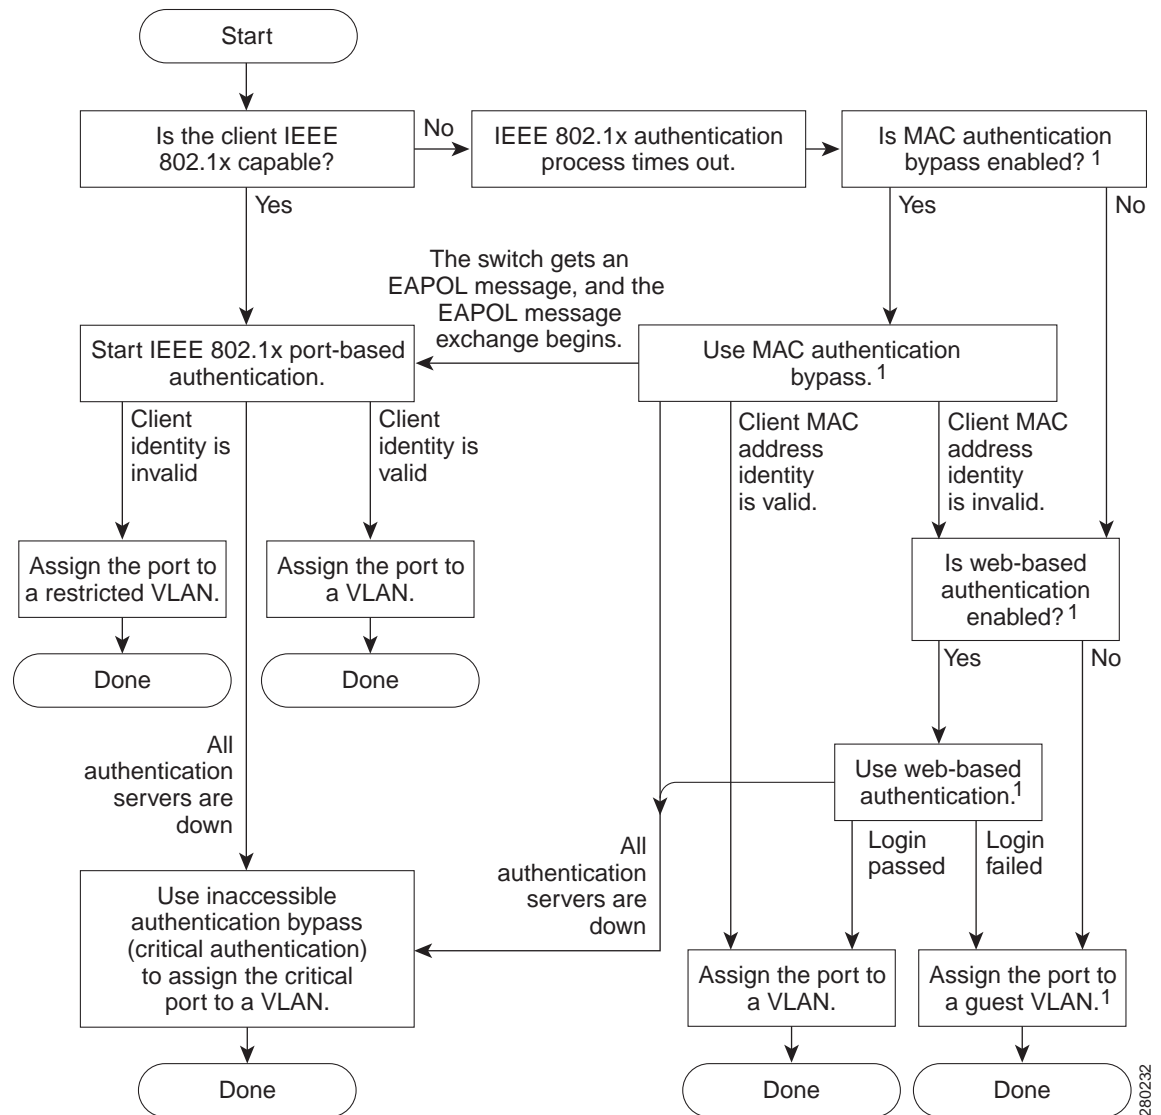 Start
Is the client IEEE
802.1x capable?
No
IEEE 802.1x authentication
process times out.
Is MAC authentication
bypass enabled? 1
Yes
Yes
No
The switch gets an
EAPOL message, and the
EAPOL message
exchange begins.
Start IEEE 802.1x port-based
authentication.
Use MAC authentication
bypass. 1
Client
identity is
invalid
Client
identity is
valid
Client MAC
address
identity
is valid.
Client MAC
address
identity
is invalid.
Assign the port to
a restricted VLAN.
Assign the port to
a VLAN.
Is web-based
authentication
enabled? 1
Done
Done
Yes
No
All
authentication
servers are
down
Use web-based
authentication.1
Login
passed
Login
failed
All
authentication
servers are
down
Use inaccessible
authentication bypass
(critical authentication)
to assign the critical
port to a VLAN.
Assign the port to
a VLAN.
Assign the port to
a guest VLAN.1
Done
Done
Done
280232